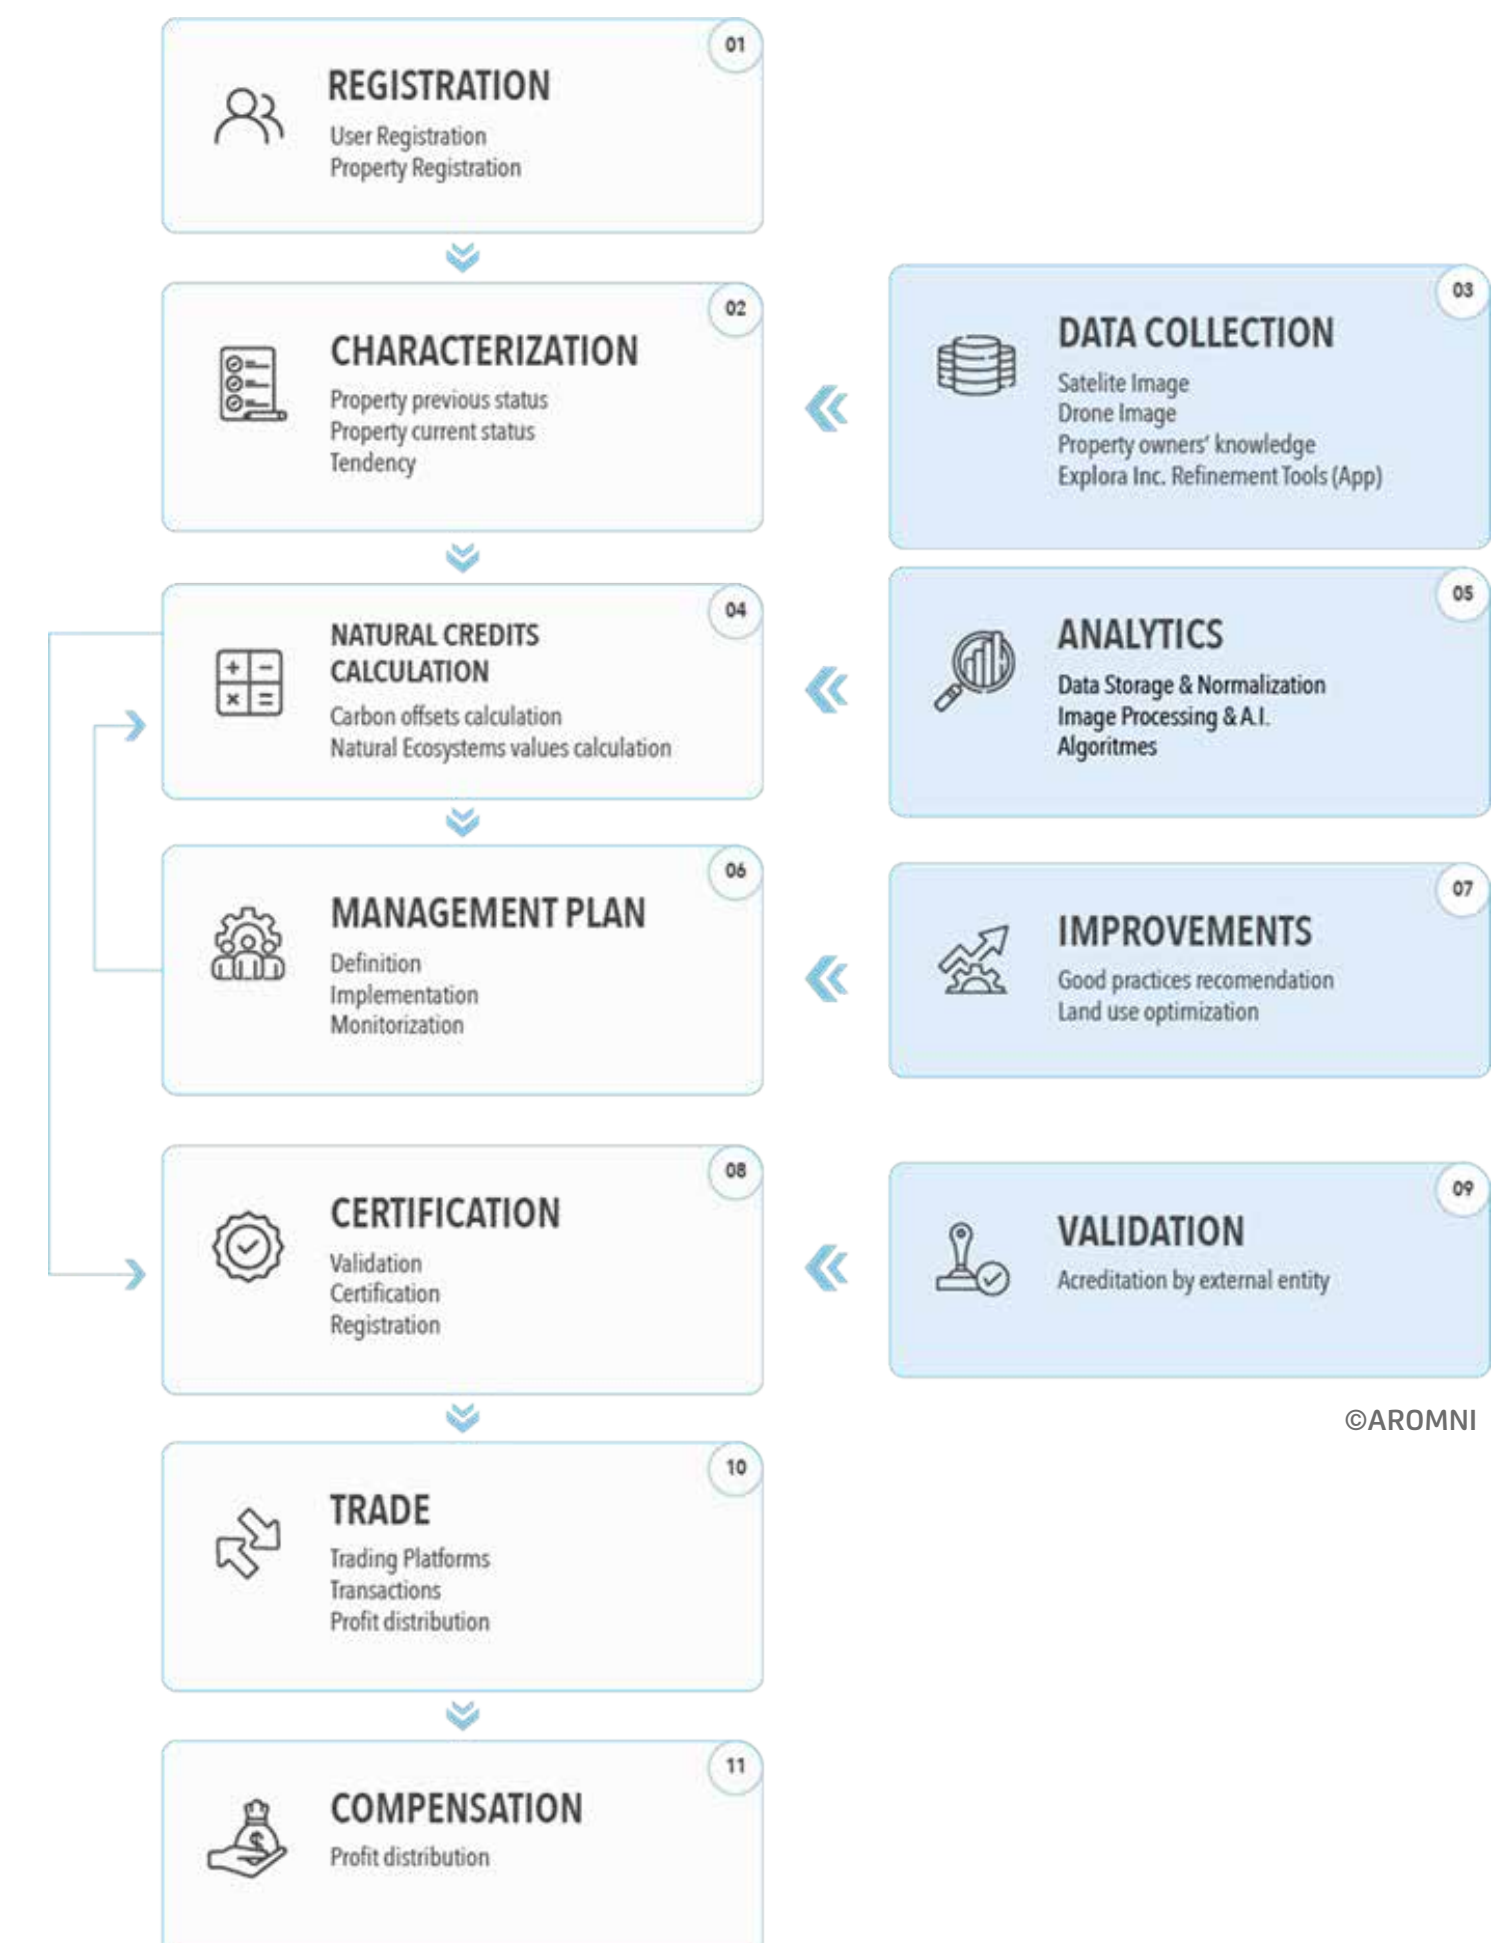 01
REGISTRATION
User Registration
Property Registration
02
CHARACTERIZATION
Property previous status
Property current status
Tendency
03
DATA COLLECTION
Satelite Image
Drone Image
Property owners' knowledge
Explora Inc. Refinement Tools (App)
04
NATURAL CREDITS
CALCULATION
Carbon offsets calculation
Natural Ecosystems values calculation
05
ANALYTICS
Data Storage & Normalization
Image Processing & A.I.
Algoritmes
06
MANAGEMENT PLAN
Definition
Implementation
Monitorization
07
IMPROVEMENTS
Good practices recomendation
Land use optimization
08
CERTIFICATION
Validation
Certification
Registration
09
VALIDATION
Acreditation by external entity
©AROMNI
10
TRADE
Trading Platforms
Transactions
Profit distribution
11
COMPENSATION
Profit distribution